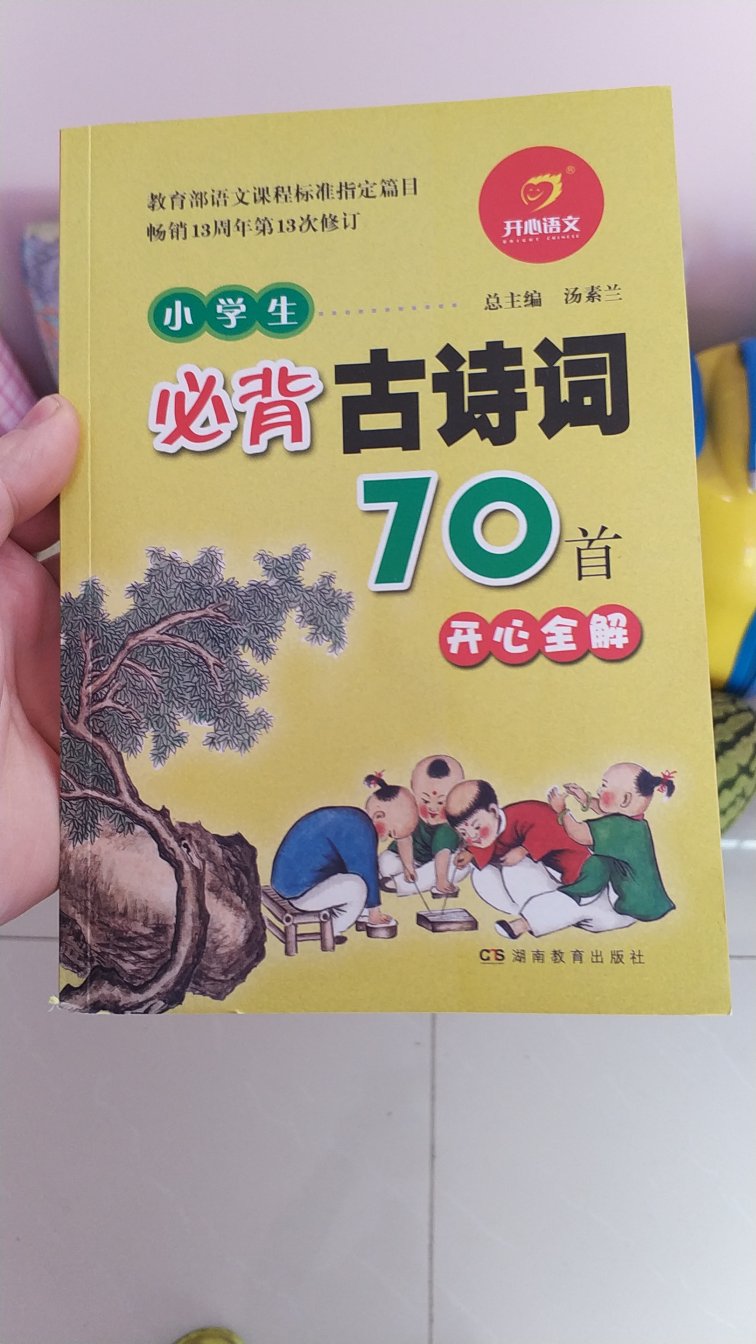 教育部语文课程标准指定篇目
畅销13周年第13次修订
开心语文
BRIGHT CHINESE
小学生
总主编 汤素兰
必背古诗词
70首
开心全解
CTS 湖南教育出版社